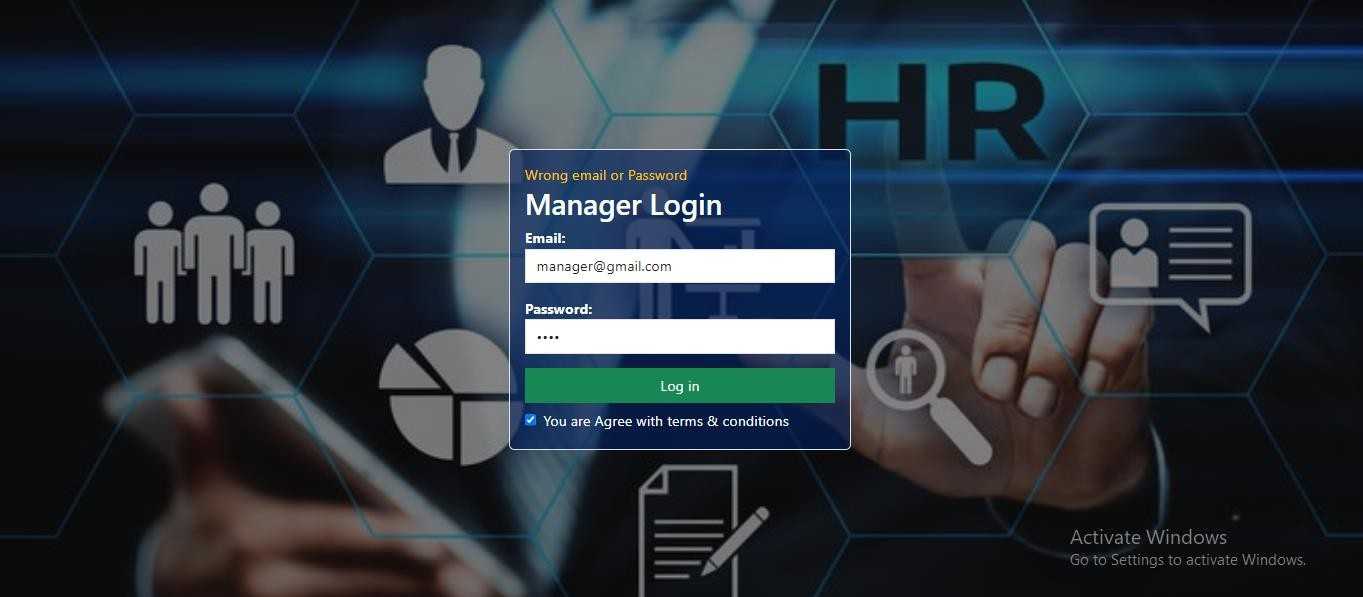 HR
Wrong email or Password
Manager Login
Email:
manager@gmail.com
Password:
••••
Log in
You are Agree with terms & conditions
Activate Windows
Go to Settings to activate Windows.